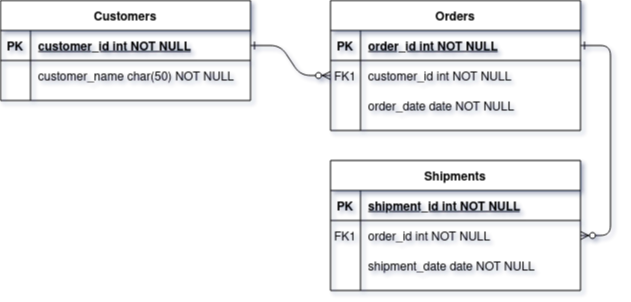 Customers
PK customer_id int NOT NULL
customer_name char(50) NOT NULL
Orders
PK order_id int NOT NULL
FK1 customer_id int NOT NULL
order_date date NOT NULL
Shipments
PK shipment_id int NOT NULL
FK1 order_id int NOT NULL
shipment_date date NOT NULL